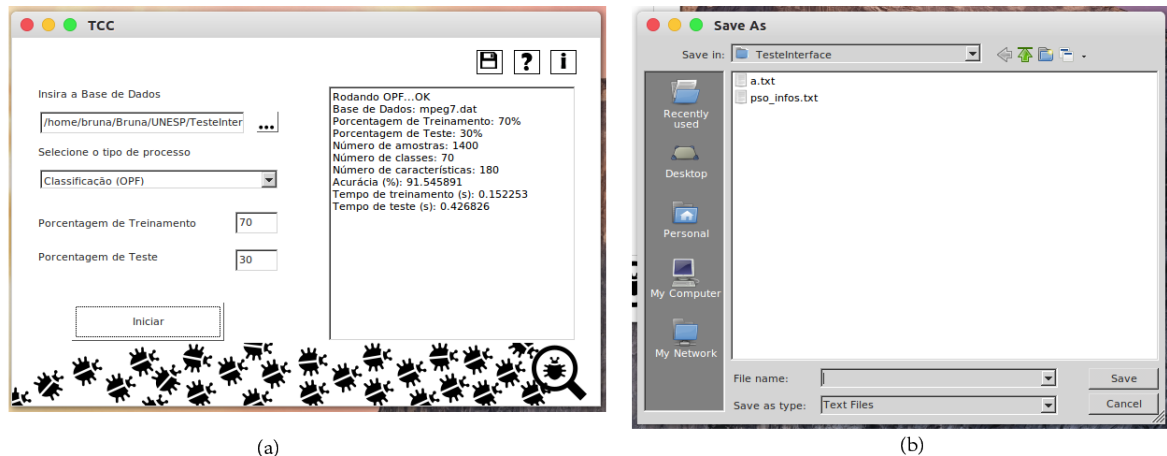 TCC
Insira a Base de Dados
/home/bruna/Bruna/UNESP/TesteInter
...
Selecione o tipo de processo
Classificação (OPF)
Porcentagem de Treinamento
70
Porcentagem de Teste
30
Iniciar
?
i
Rodando OPF...OK
Base de Dados: mpeg7.dat
Porcentagem de Treinamento: 70%
Porcentagem de Teste: 30%
Número de amostras: 1400
Número de classes: 70
Número de características: 180
Acurácia (%): 91.545891
Tempo de treinamento (s): 0.152253
Tempo de teste (s): 0.426826
(a)
Save As
Save in:
TesteInterface
Recently
used
Desktop
Personal
My Computer
My Network
a.txt
pso_infos.txt
File name:
Save
Save as type:
Text Files
Cancel
(b)